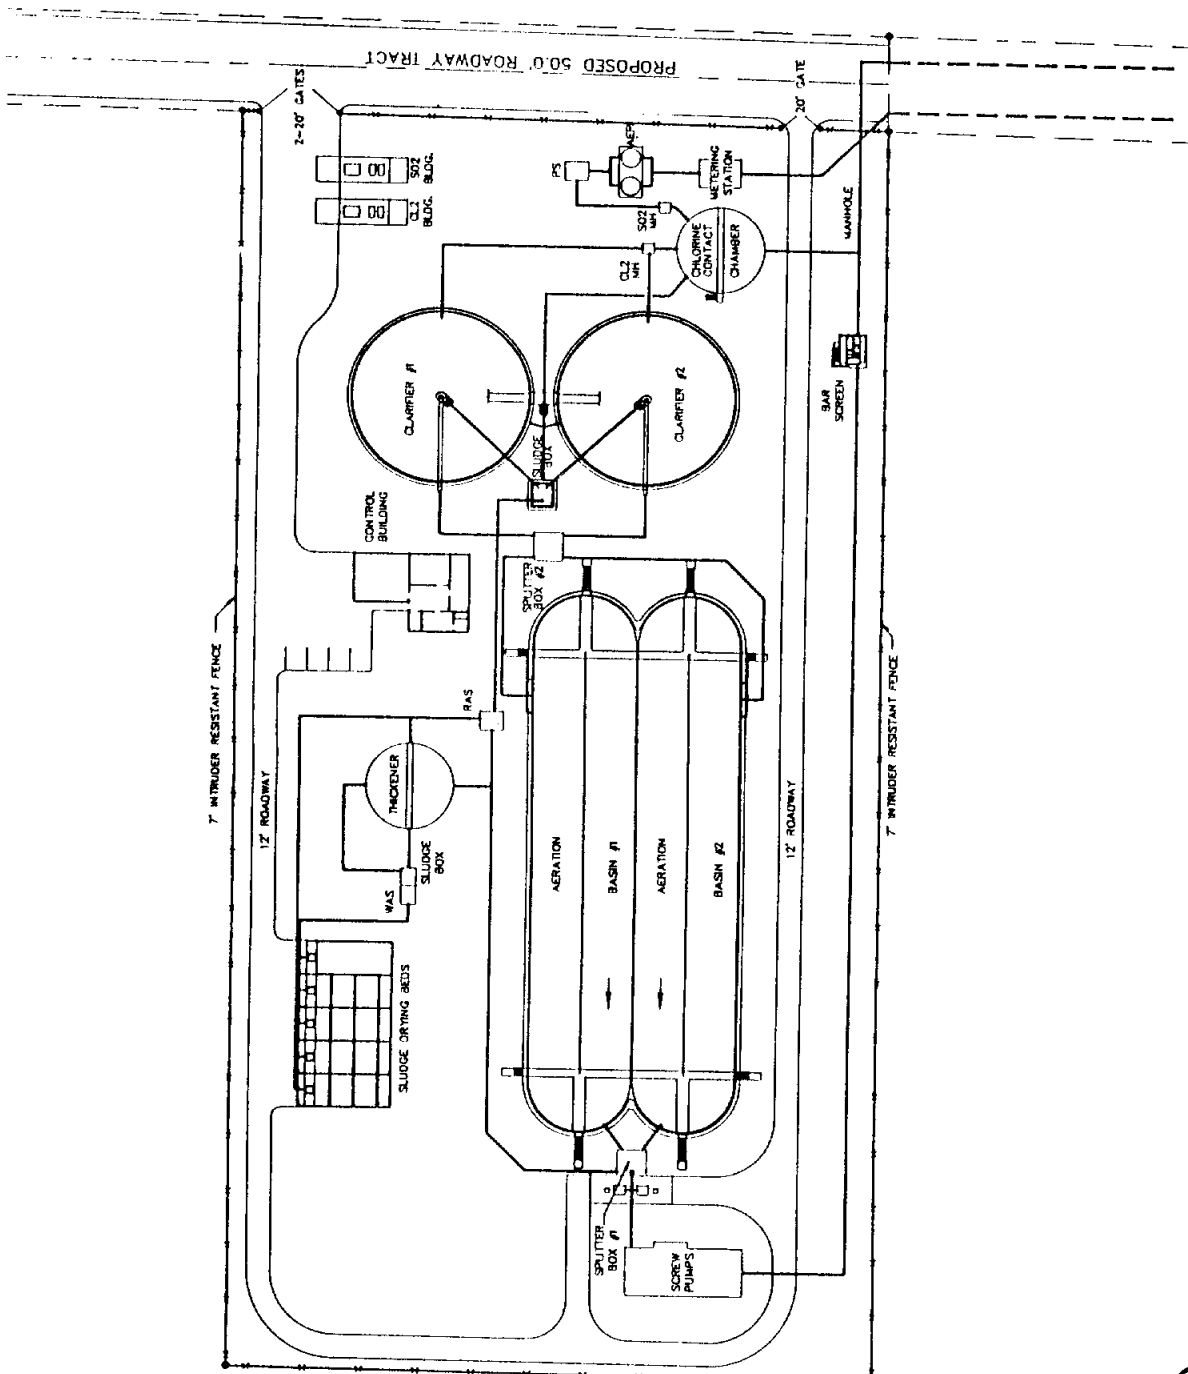 PROPOSED 50.0' ROADWAY TRACT
2-20' GATES
20' GATE
SO2
BLDG.
CL2
BLDG.
PS
METERING
STATION
SO2
MH
CL2
MH
CHLORINE
CONTACT
CHAMBER
MANHOLE
BAR
SCREEN
CLARIFIER #1
CLARIFIER #2
SLUDGE
BOX
CONTROL
BUILDING
SPLITTER
BOX #2
7' INTRUDER RESISTANT FENCE
7' INTRUDER RESISTANT FENCE
RAS
THICKENER
12' ROADWAY
12' ROADWAY
SLUDGE
BOX
WAS
AERATION
BASIN #1
AERATION
BASIN #2
SLUDGE DRYING BEDS
SPLITTER
BOX #1
SCREW
PUMPS